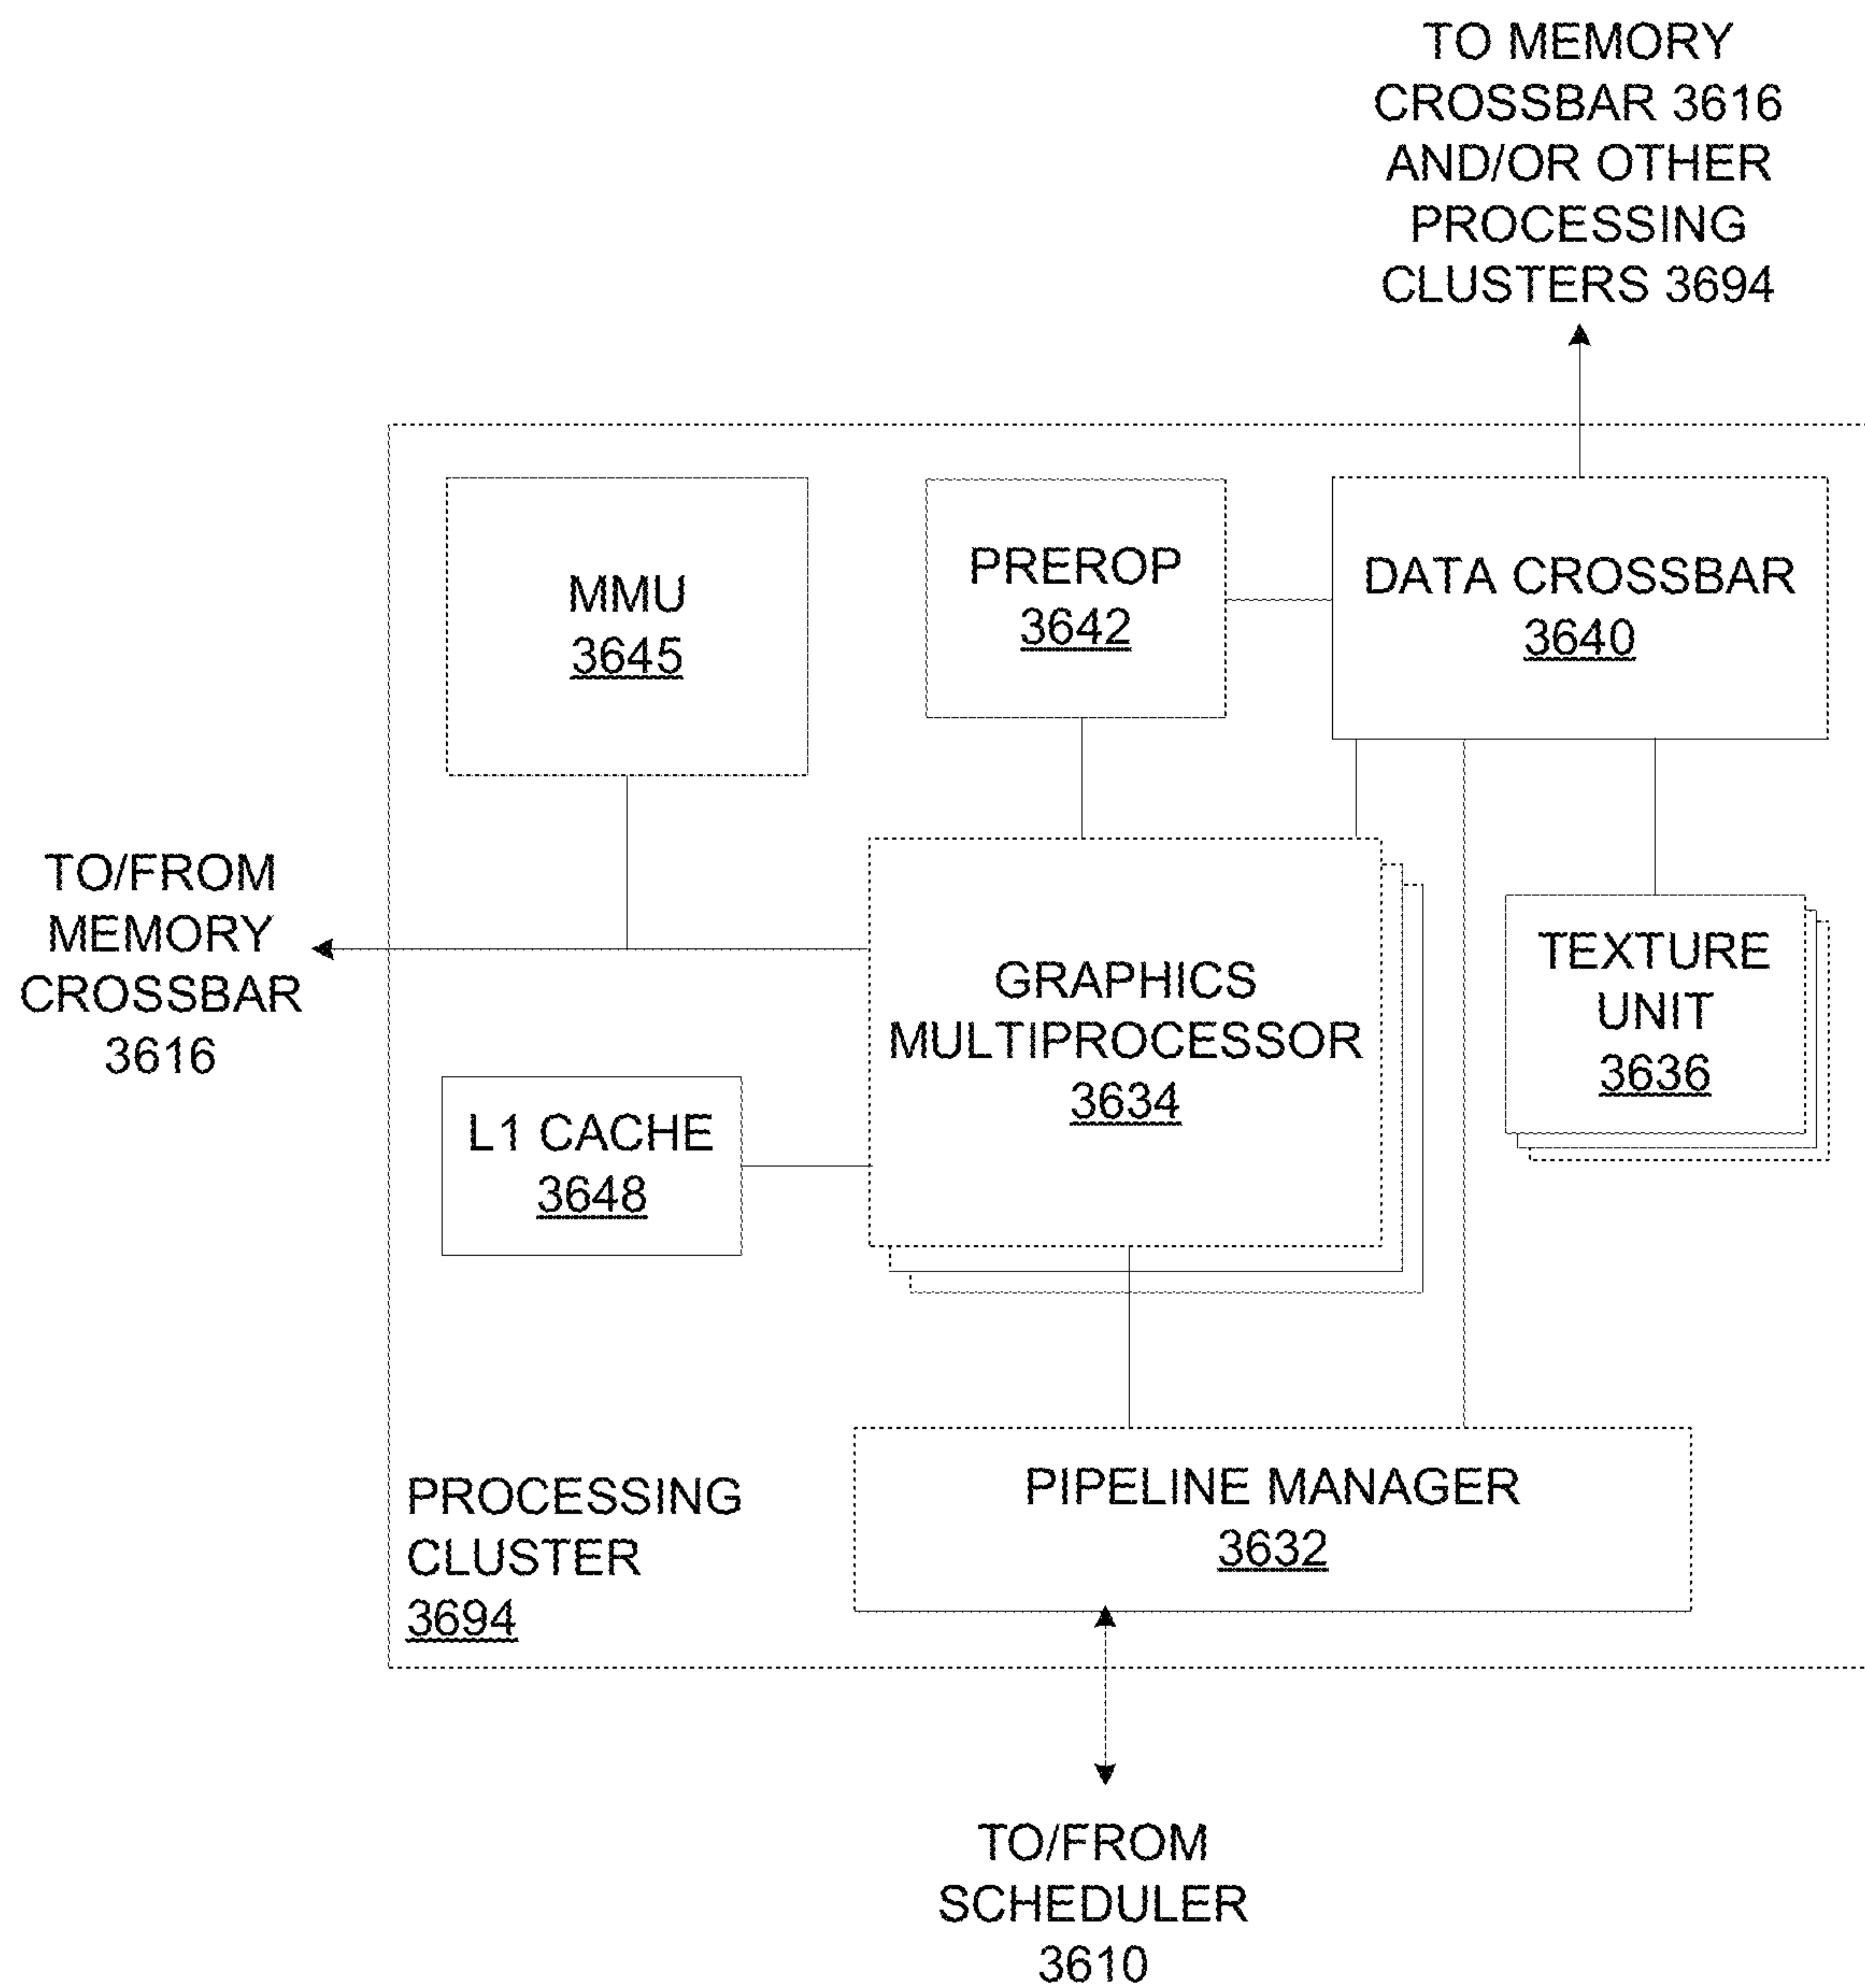 TO MEMORY
CROSSBAR 3616
AND/OR OTHER
PROCESSING
CLUSTERS 3694
MMU
3645
PREROP
3642
DATA CROSSBAR
3640
TO/FROM
MEMORY
CROSSBAR
3616
GRAPHICS
MULTIPROCESSOR
3634
TEXTURE
UNIT
3636
L1 CACHE
3648
PROCESSING
CLUSTER
3694
PIPELINE MANAGER
3632
TO/FROM
SCHEDULER
3610